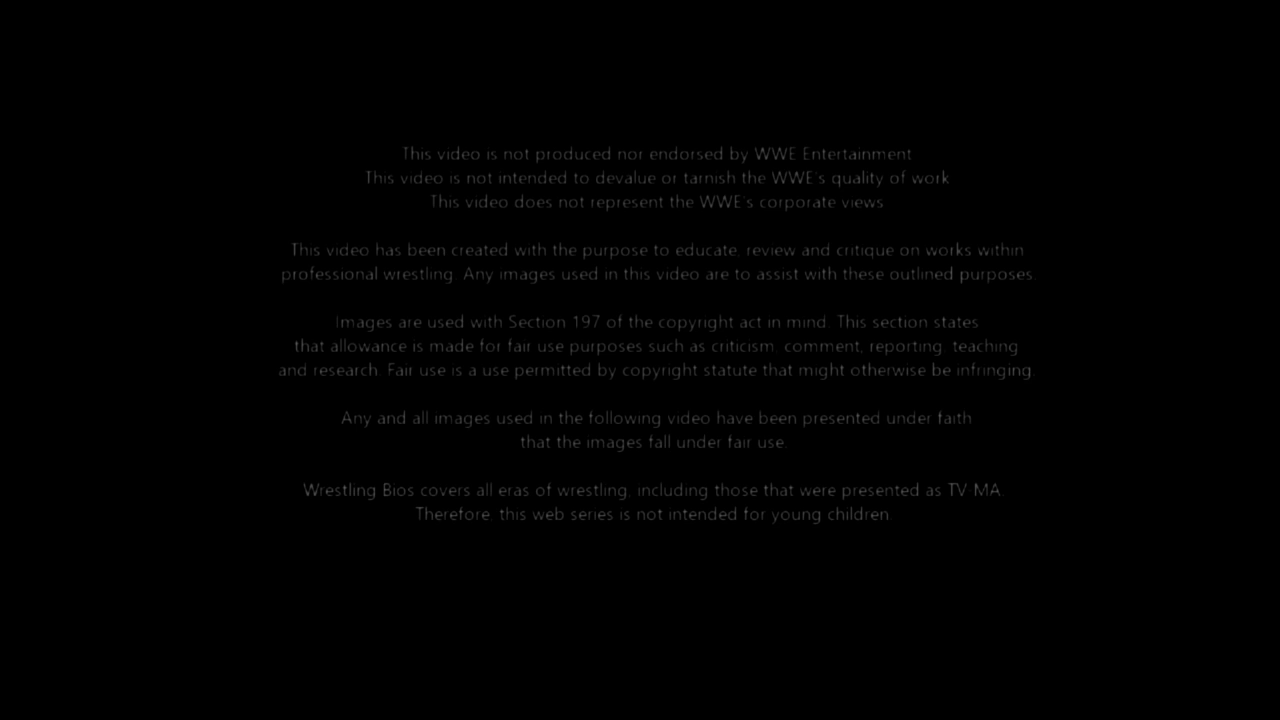 This video is not produced nor endorsed by WWE Entertainment
This video is not intended to devalue or tarnish the WWE's quality of work
This video does not represent the WWE's corporate views
This video has been created with the purpose to educate, review and critique on works within
professional wrestling. Any images used in this video are to assist with these outlined purposes.
Images are used with Section 197 of the copyright act in mind. This section states
that allowance is made for fair use purposes such as criticism, comment, reporting, teaching
and research. Fair use is a use permitted by copyright statute that might otherwise be infringing.
Any and all images used in the following video have been presented under faith
that the images fall under fair use.
Wrestling Bios covers all eras of wrestling, including those that were presented as TV-MA.
Therefore, this web series is not intended for young children.